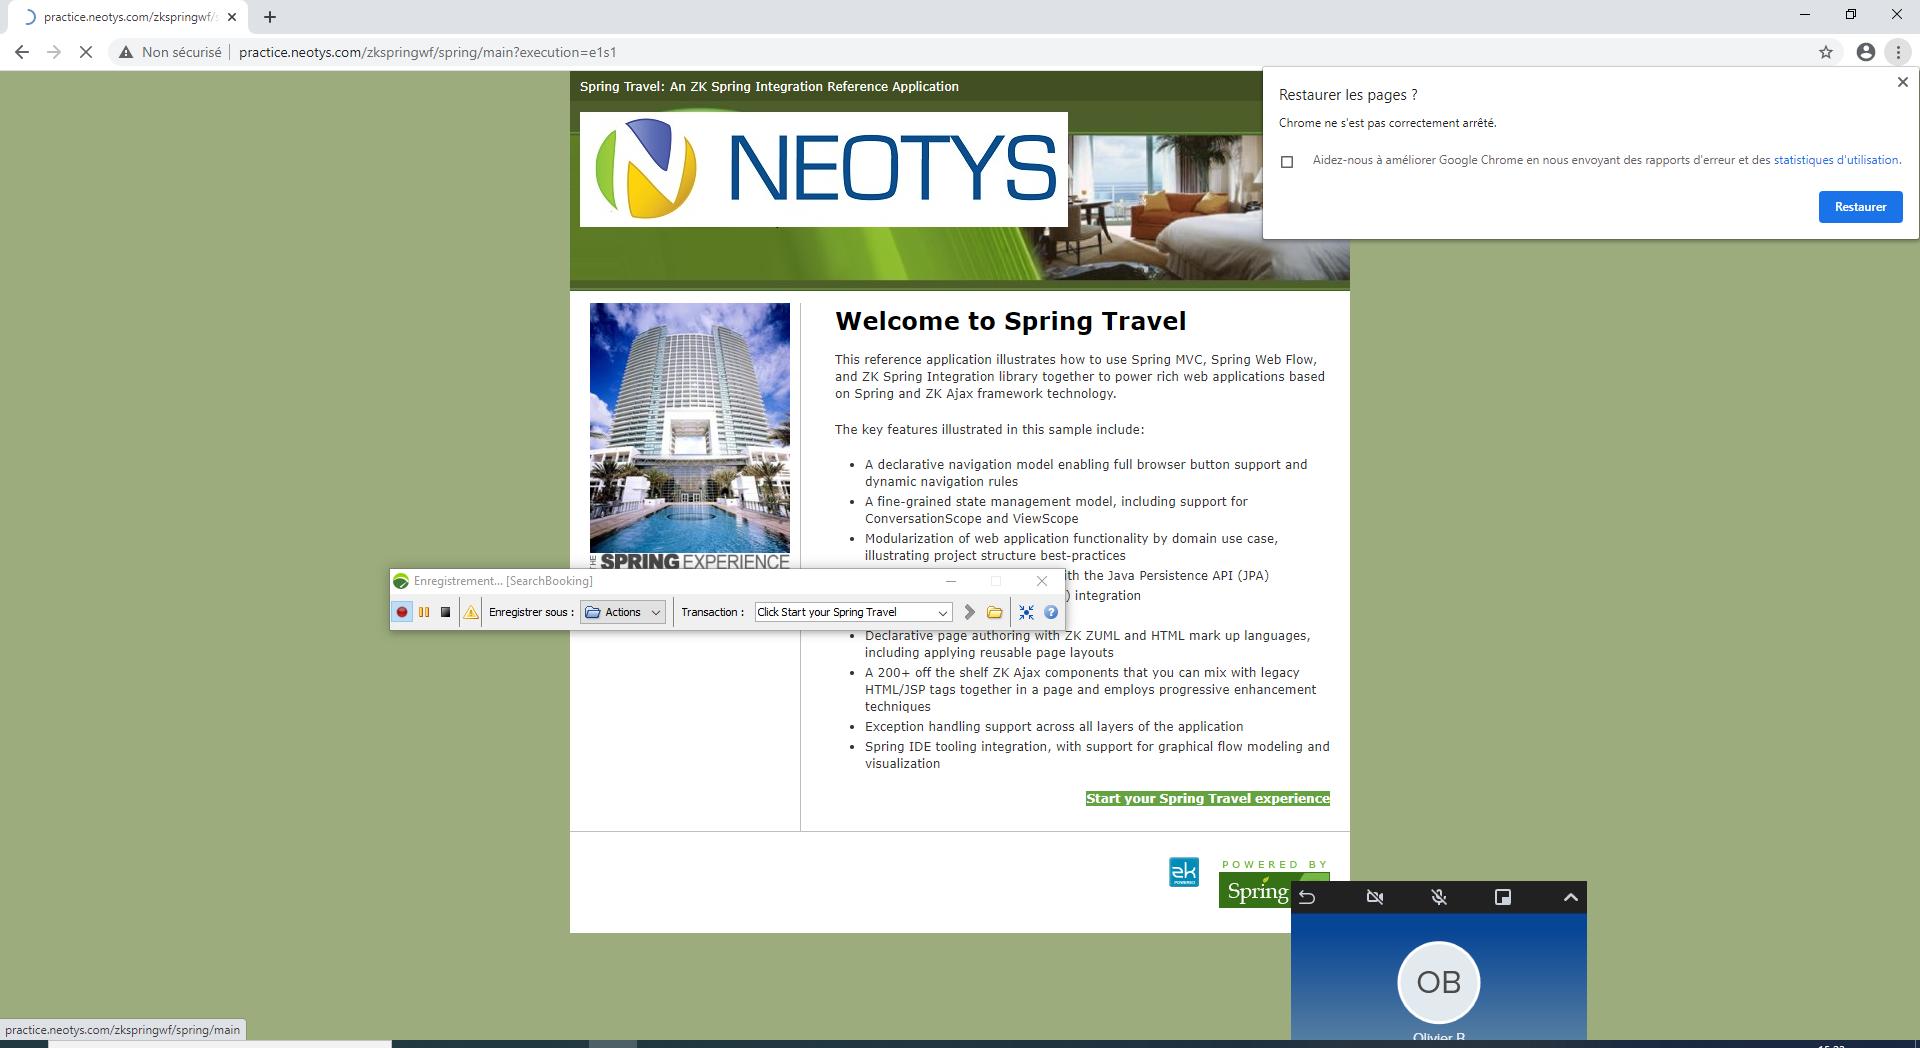 practice.neotys.com/zkspringwf/s
Non sécurisé
practice.neotys.com/zkspringwf/spring/main?execution=e1s1
Restaurer les pages ?
Chrome ne s'est pas correctement arrêté.
Aidez-nous à améliorer Google Chrome en nous envoyant des rapports d'erreur et des statistiques d'utilisation.
Restaurer
Spring Travel: An ZK Spring Integration Reference Application
NEOTYS
THE SPRING EXPERIENCE
Welcome to Spring Travel
This reference application illustrates how to use Spring MVC, Spring Web Flow,
and ZK Spring Integration library together to power rich web applications based
on Spring and ZK Ajax framework technology.
The key features illustrated in this sample include:
• A declarative navigation model enabling full browser button support and
dynamic navigation rules
• A fine-grained state management model, including support for
ConversationScope and ViewScope
• Modularization of web application functionality by domain use case,
illustrating project structure best-practices
th the Java Persistence API (JPA)
) integration
Enregistrement... [SearchBooking]
Enregistrer sous : Actions Transaction : Click Start your Spring Travel
• Declarative page authoring with ZK ZUML and HTML mark up languages,
including applying reusable page layouts
• A 200+ off the shelf ZK Ajax components that you can mix with legacy
HTML/JSP tags together in a page and employs progressive enhancement
techniques
• Exception handling support across all layers of the application
• Spring IDE tooling integration, with support for graphical flow modeling and
visualization
Start your Spring Travel experience
zk
POWERED
POWERED BY
Spring
OB
Olivier B
practice.neotys.com/zkspringwf/spring/main